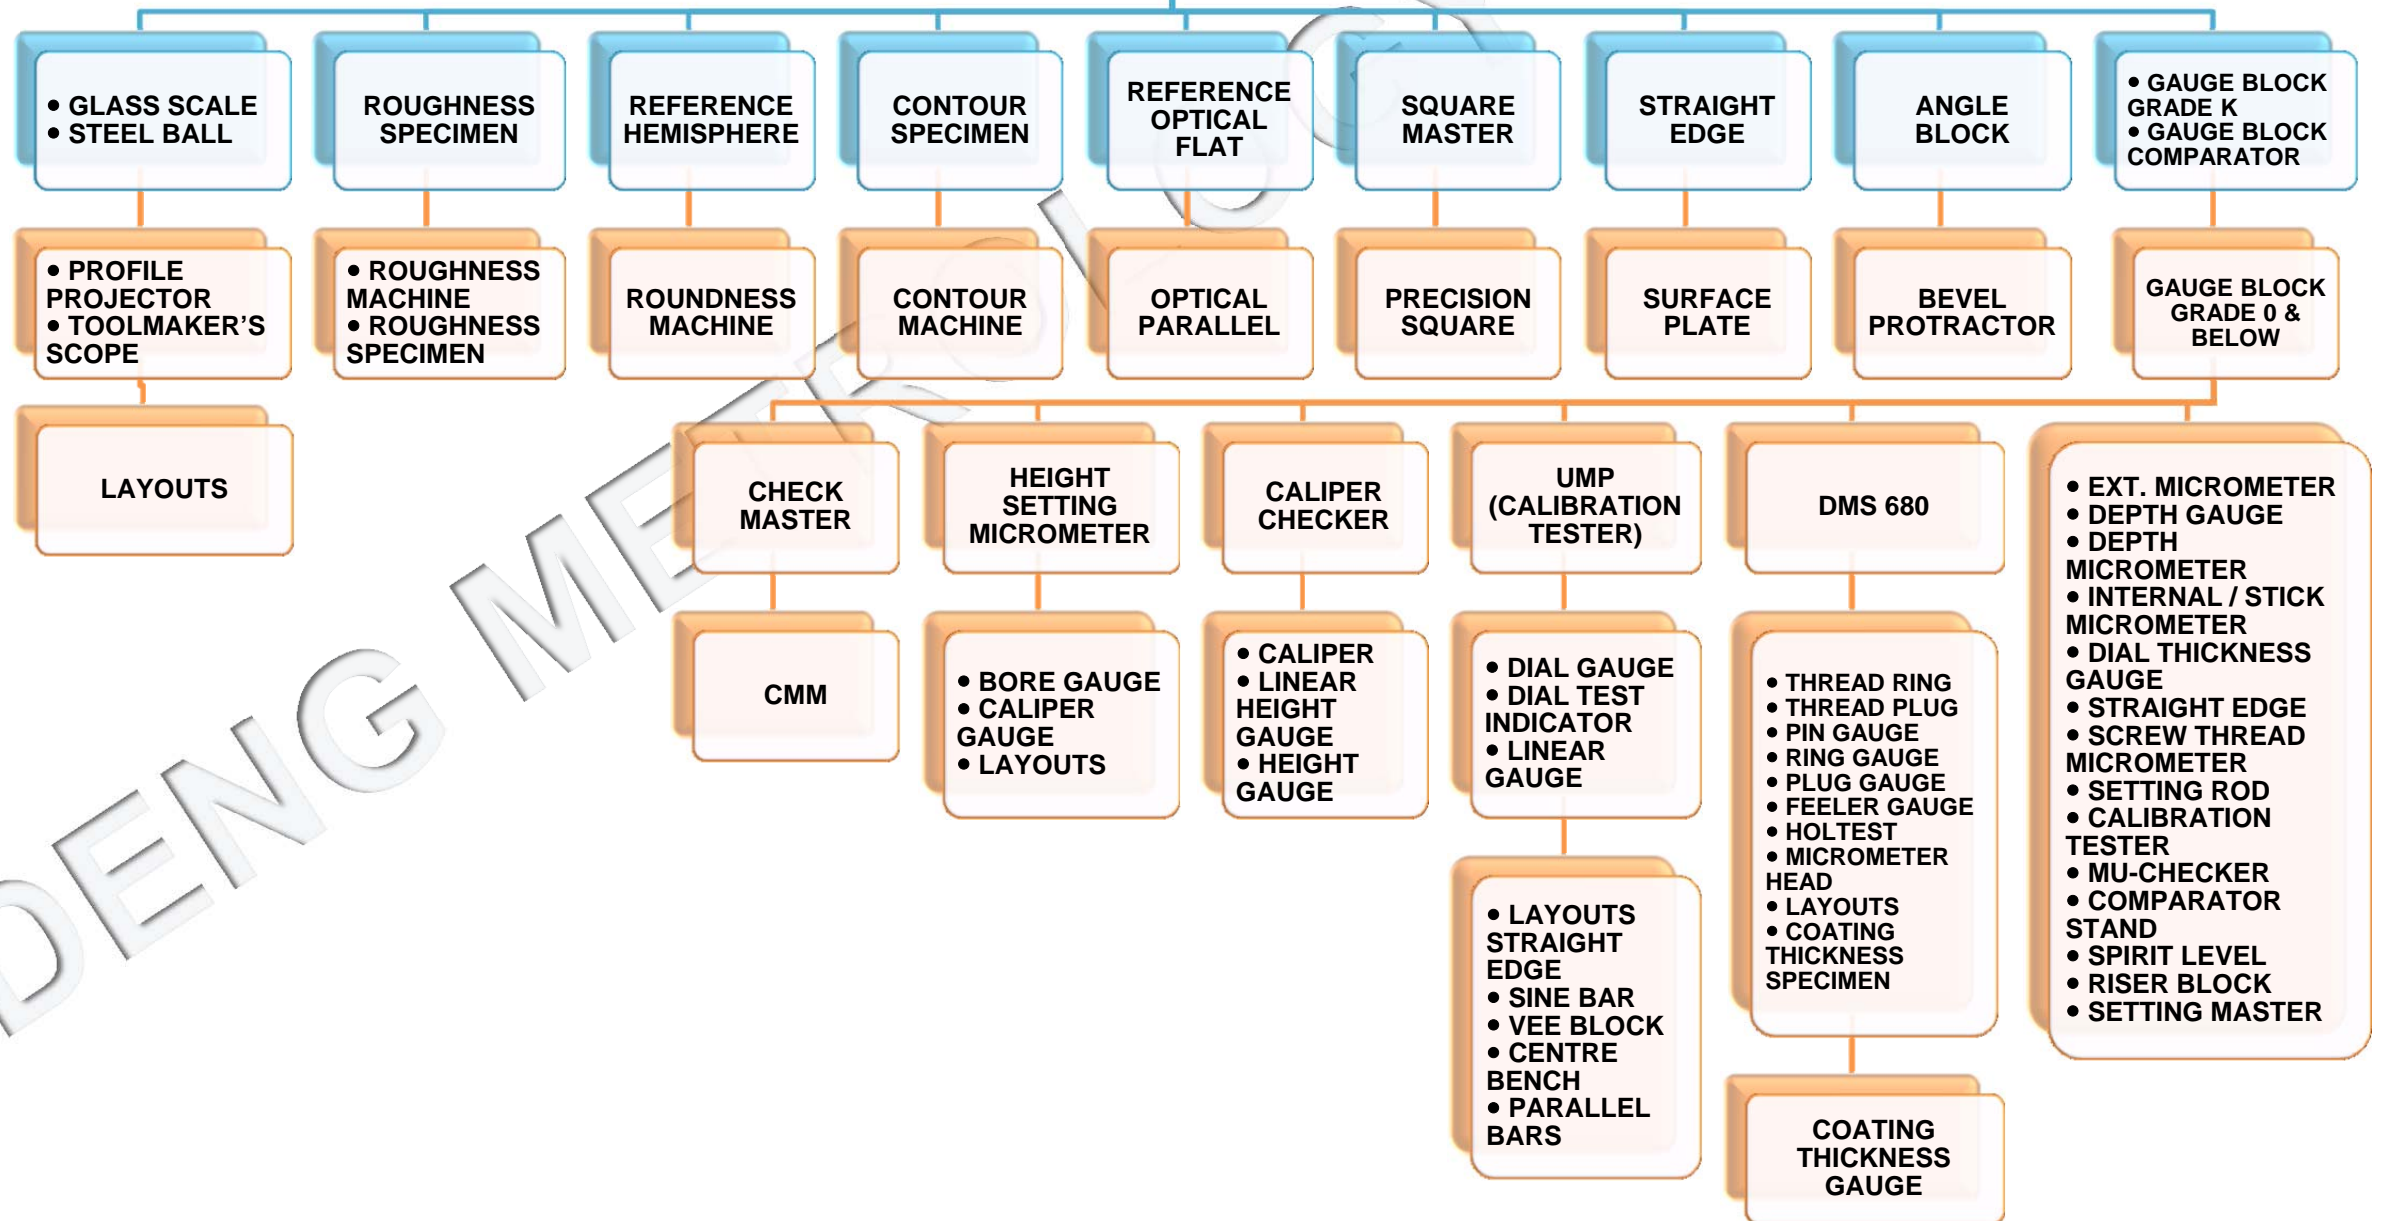 • GLASS SCALE
• STEEL BALL
ROUGHNESS
SPECIMEN
REFERENCE
HEMISPHERE
CONTOUR
SPECIMEN
REFERENCE
OPTICAL
FLAT
SQUARE
MASTER
STRAIGHT
EDGE
ANGLE
BLOCK
• GAUGE BLOCK
GRADE K
• GAUGE BLOCK
COMPARATOR
• PROFILE
PROJECTOR
• TOOLMAKER’S
SCOPE
• ROUGHNESS
MACHINE
• ROUGHNESS
SPECIMEN
ROUNDNESS
MACHINE
CONTOUR
MACHINE
OPTICAL
PARALLEL
PRECISION
SQUARE
SURFACE
PLATE
BEVEL
PROTRACTOR
GAUGE BLOCK
GRADE 0 &
BELOW
LAYOUTS
CHECK
MASTER
HEIGHT
SETTING
MICROMETER
CALIPER
CHECKER
UMP
(CALIBRATION
TESTER)
DMS 680
• EXT. MICROMETER
• DEPTH GAUGE
• DEPTH
MICROMETER
• INTERNAL / STICK
MICROMETER
• DIAL THICKNESS
GAUGE
• STRAIGHT EDGE
• SCREW THREAD
MICROMETER
• SETTING ROD
• CALIBRATION
TESTER
• MU-CHECKER
• COMPARATOR
STAND
• SPIRIT LEVEL
• RISER BLOCK
• SETTING MASTER
CMM
• BORE GAUGE
• CALIPER
GAUGE
• LAYOUTS
• CALIPER
• LINEAR
HEIGHT
GAUGE
• HEIGHT
GAUGE
• DIAL GAUGE
• DIAL TEST
INDICATOR
• LINEAR
GAUGE
• THREAD RING
• THREAD PLUG
• PIN GAUGE
• RING GAUGE
• PLUG GAUGE
• FEELER GAUGE
• HOLTEST
• MICROMETER
HEAD
• LAYOUTS
• COATING
THICKNESS
SPECIMEN
• LAYOUTS
STRAIGHT
EDGE
• SINE BAR
• VEE BLOCK
• CENTRE
BENCH
• PARALLEL
BARS
COATING
THICKNESS
GAUGE
DENG METROLOGY